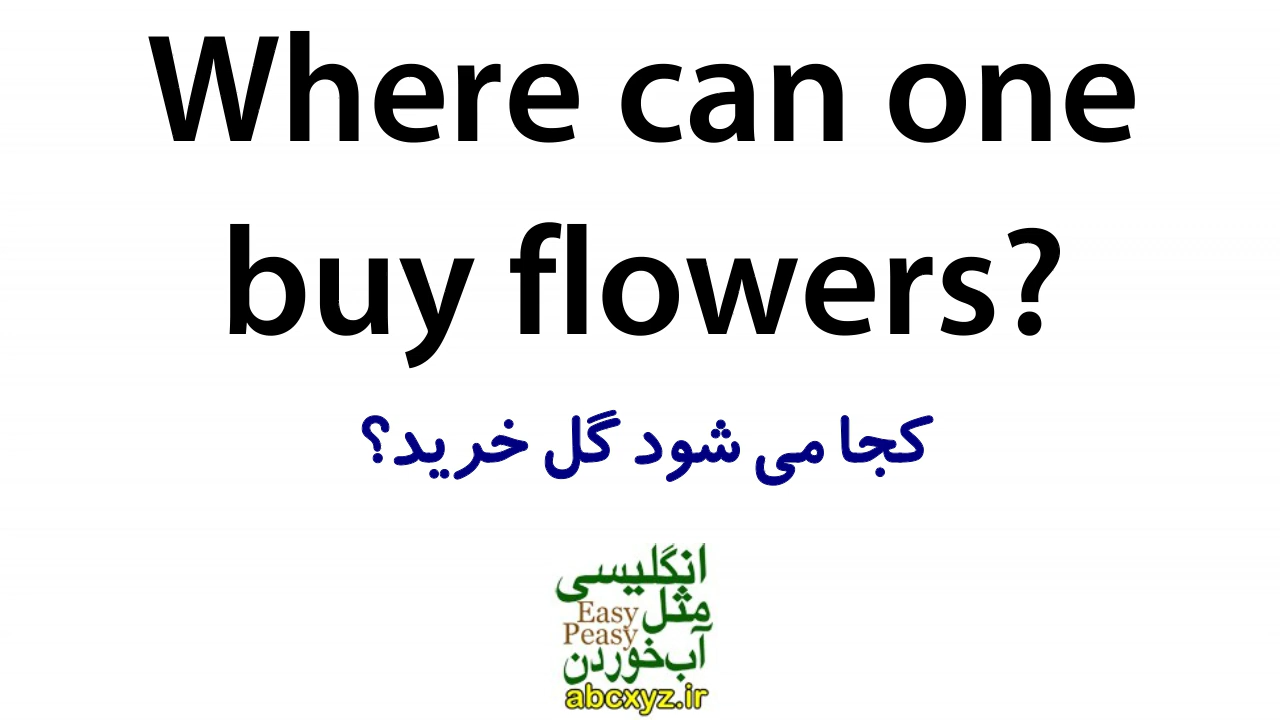 Where can one
buy flowers?
کجا می شود گل خرید؟
انگلیسی
مثل Easy
Peasy
آب خوردن
abcxyz.ir